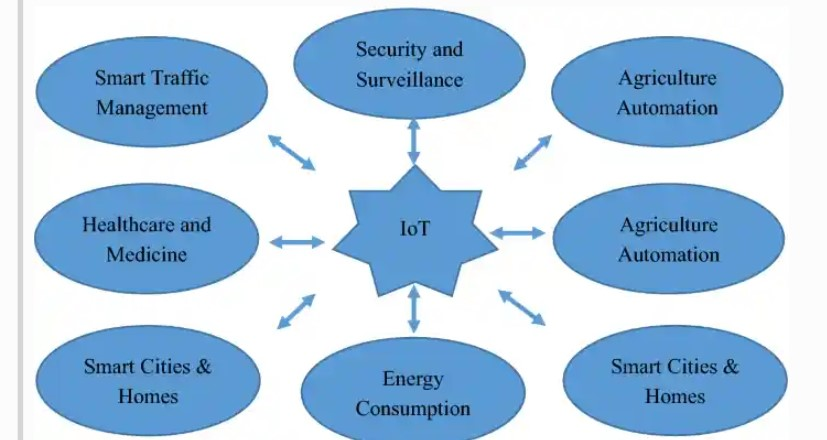 Security and
Surveillance
Smart Traffic
Management
Agriculture
Automation
Healthcare and
Medicine
IoT
Agriculture
Automation
Smart Cities &
Homes
Energy
Consumption
Smart Cities &
Homes